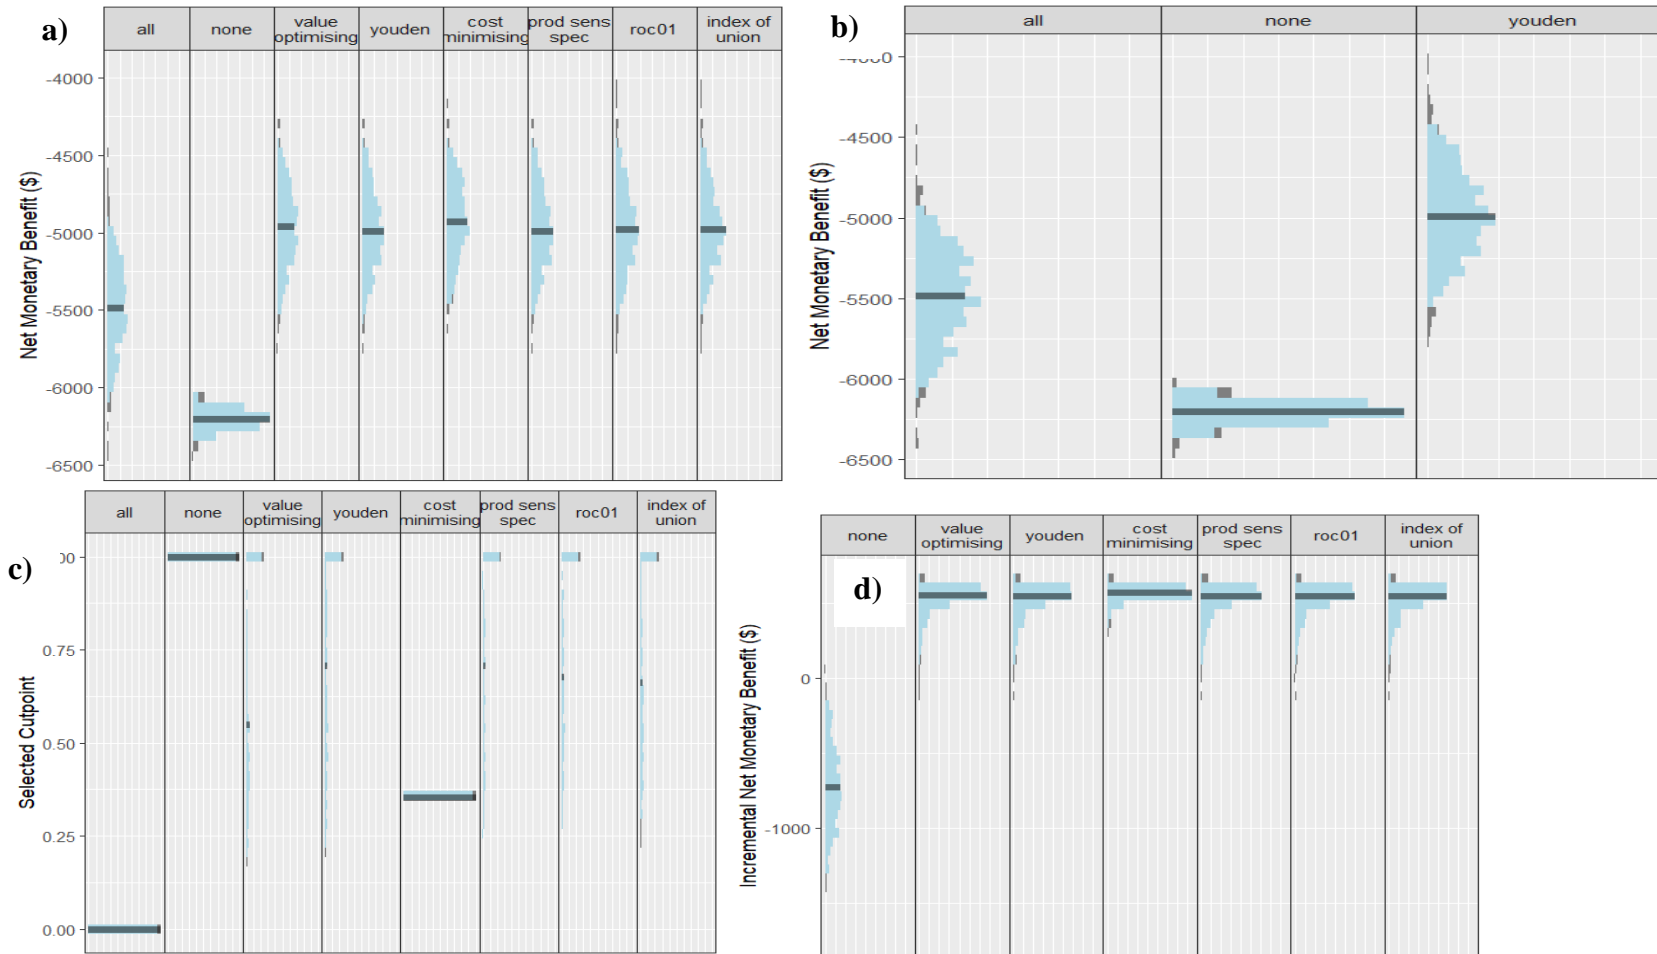 a)
all
none
value
optimising
youden
cost
minimising
prod sens
spec
roc01
index of
union
Net Monetary Benefit ($)
-4000
-4500
-5000
-5500
-6000
-6500
b)
all
none
youden
Net Monetary Benefit ($)
-4500
-5000
-5500
-6000
-6500
c)
all
none
value
optimising
youden
cost
minimising
prod sens
spec
roc01
index of
union
Selected Cutpoint
00
0.75
0.50
0.25
0.00
d)
none
value
optimising
youden
cost
minimising
prod sens
spec
roc01
index of
union
Incremental Net Monetary Benefit ($)
0
-1000